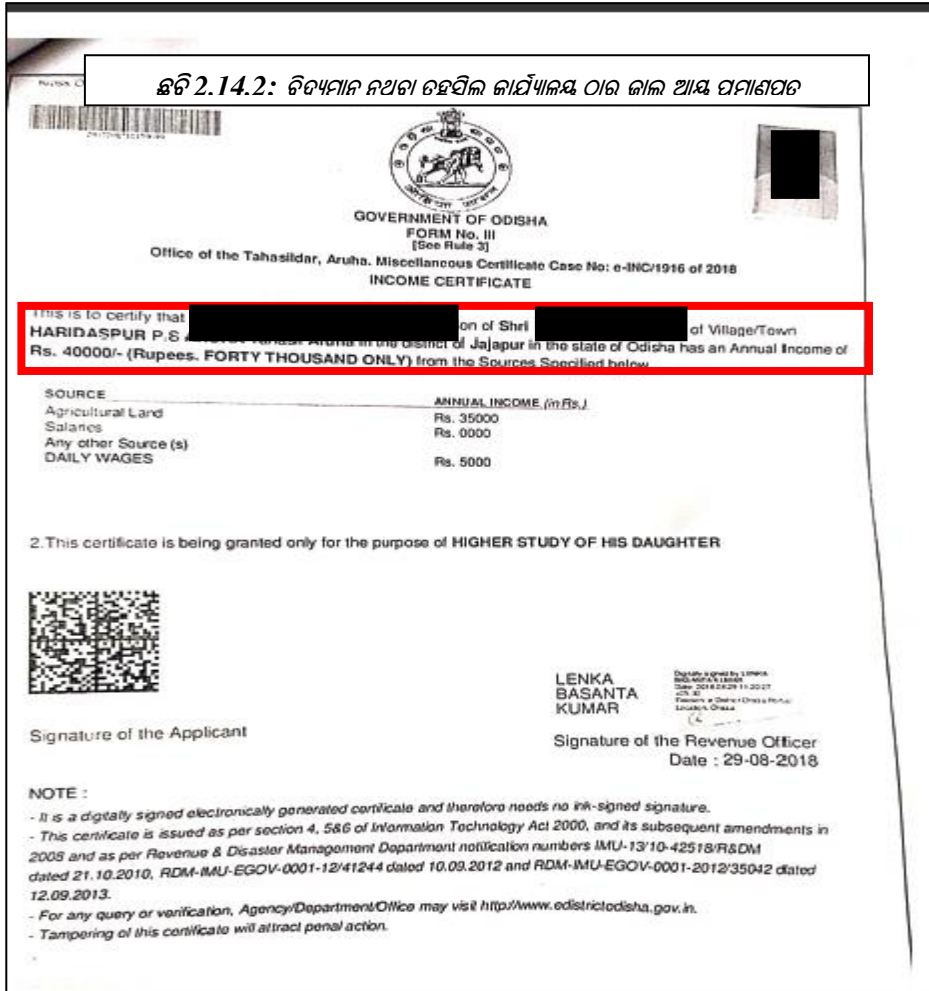 ଛବି 2.14.2: ବିଦ୍ୟମାନ ନଥିବା ତହସିଲ କାର୍ଯ୍ୟାଳୟ ଠାରୁ ଜାଲ ଆୟ ପ୍ରମାଣପତ୍ର
GOVERNMENT OF ODISHA
FORM No. III
[See Rule 3]
Office of the Tahasildar, Aruha. Miscellaneous Certificate Case No: e-INC/1916 of 2018
INCOME CERTIFICATE
This is to certify that on of Shri of Village/Town
HARIDASPUR P.S Aruha in the district of Jajapur in the state of Odisha has an Annual Income of
Rs. 40000/- (Rupees. FORTY THOUSAND ONLY) from the Sources Specified below
SOURCE ANNUAL INCOME (in Rs.)
Agricultural Land Rs. 35000
Salaries Rs. 0000
Any other Source (s)
DAILY WAGES Rs. 5000
2.This certificate is being granted only for the purpose of HIGHER STUDY OF HIS DAUGHTER
LENKA
BASANTA
KUMAR
Digitally signed by LENKA
BASANTA KUMAR
Signature of the Applicant
Signature of the Revenue Officer
Date : 29-08-2018
NOTE :
- It is a digitally signed electronically generated certificate and therefore needs no ink-signed signature.
- This certificate is issued as per section 4, 5&6 of Information Technology Act 2000, and its subsequent amendments in
2008 and as per Revenue & Disaster Management Department notification numbers IMU-13/10-42518/R&DM
dated 21.10.2010, RDM-IMU-EGOV-0001-12/41244 dated 10.09.2012 and RDM-IMU-EGOV-0001-2012/35042 dated
12.09.2013.
- For any query or verification, Agency/Department/Office may visit http://www.edistrictodisha.gov.in.
- Tampering of this certificate will attract penal action.